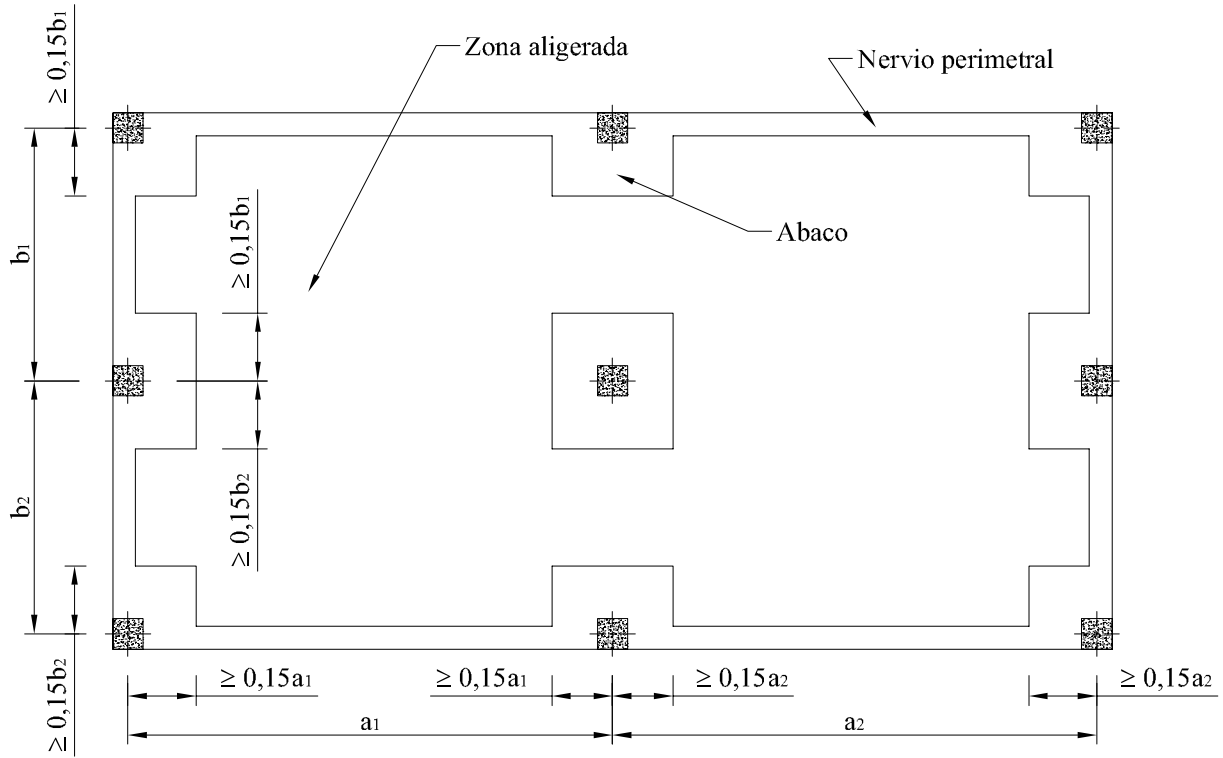 ≥ 0,15b₁
Zona aligerada
Nervio perimetral
Abaco
≥ 0,15b₁
b₁
b₂
≥ 0,15b₂
≥ 0,15b₂
≥ 0,15a₁
≥ 0,15a₁
≥ 0,15a₂
≥ 0,15a₂
a₁
a₂